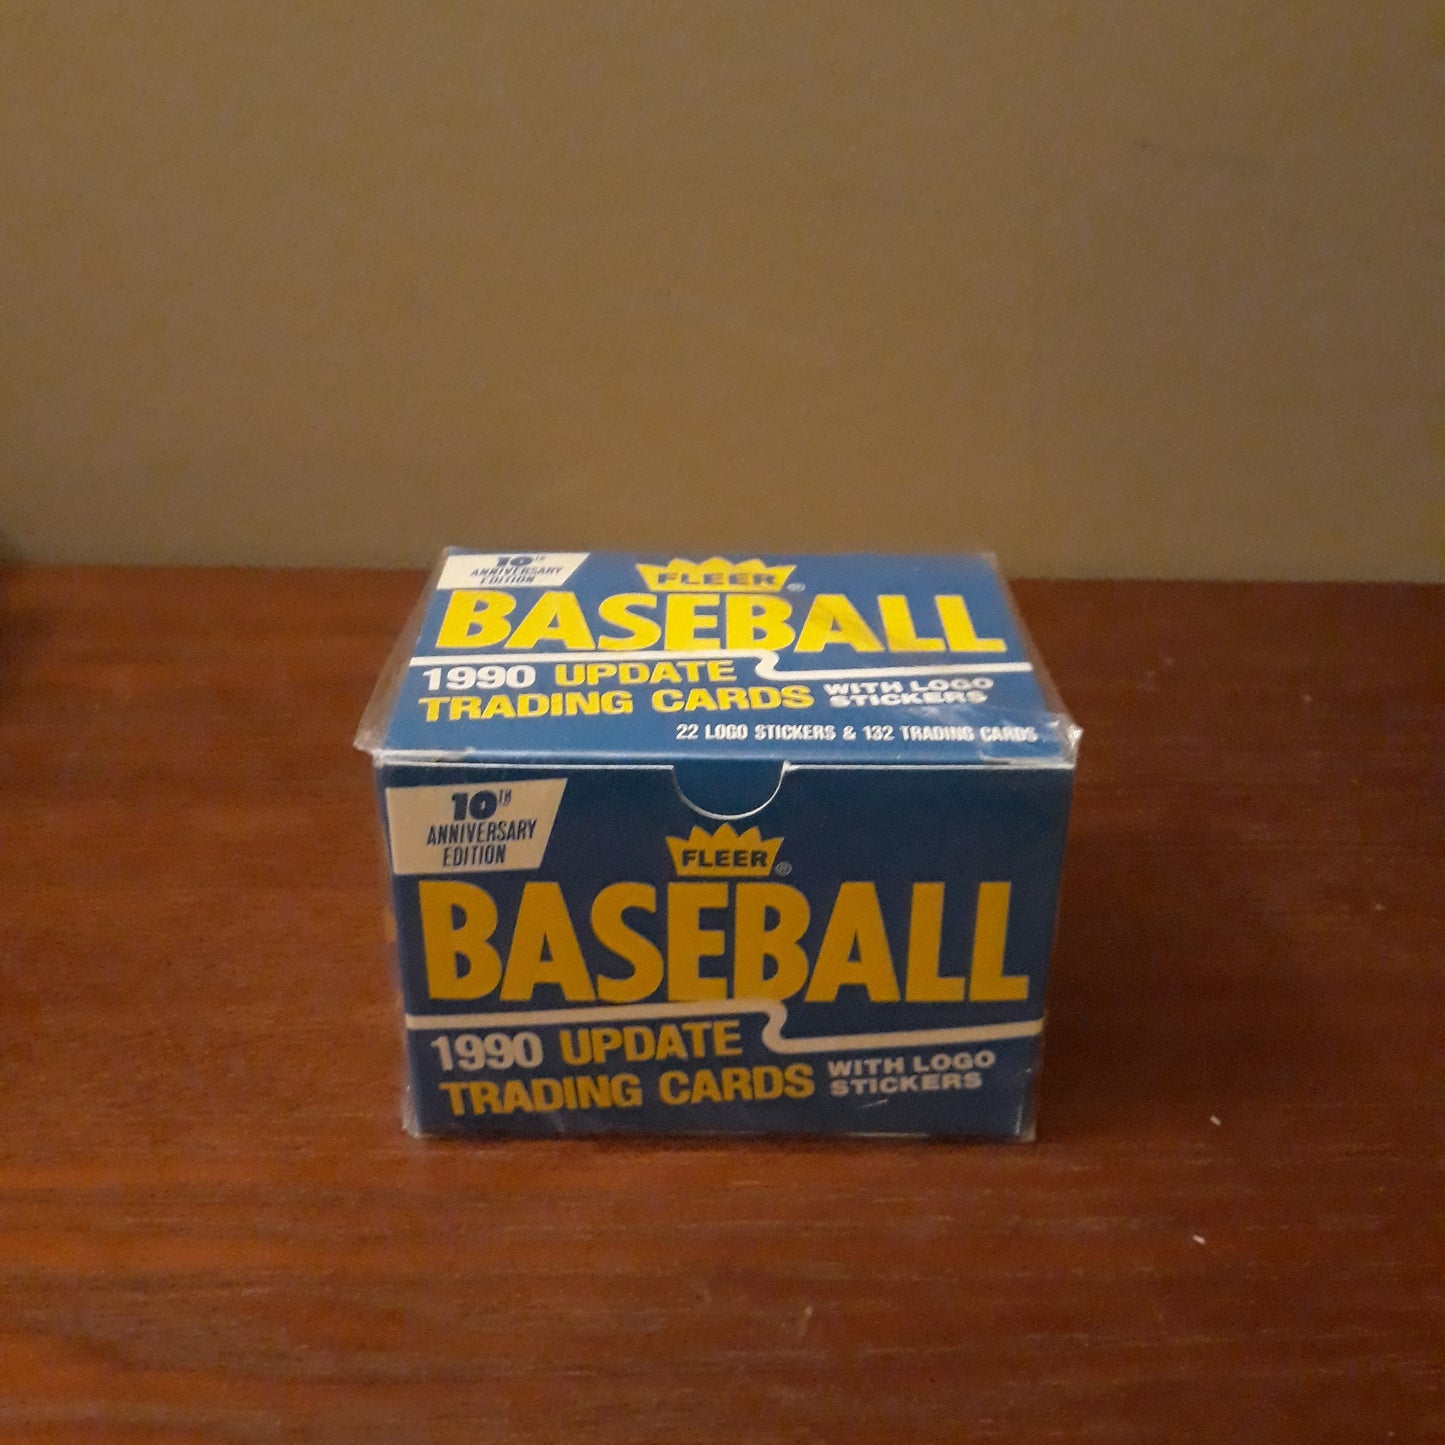 10TH
ANNIVERSARY
EDITION
FLEER®
BASEBALL
1990 UPDATE
TRADING CARDS
WITH LOGO
STICKERS
22 LOGO STICKERS & 132 TRADING CARDS
10TH
ANNIVERSARY
EDITION
FLEER®
BASEBALL
1990 UPDATE
TRADING CARDS
WITH LOGO
STICKERS